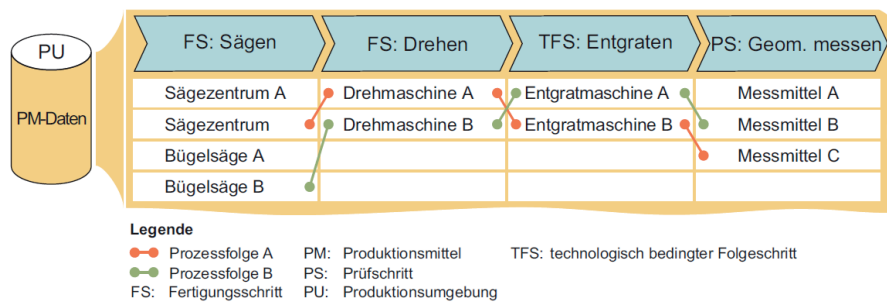 PU
PM-Daten
FS: Sägen FS: Drehen TFS: Entgraten PS: Geom. messen
Sägezentrum A Drehmaschine A Entgratmaschine A Messmittel A
Sägezentrum Drehmaschine B Entgratmaschine B Messmittel B
Bügelsäge A Messmittel C
Bügelsäge B
Legende
Prozessfolge A PM: Produktionsmittel TFS: technologisch bedingter Folgeschritt
Prozessfolge B PS: Prüfschritt
FS: Fertigungsschritt PU: Produktionsumgebung